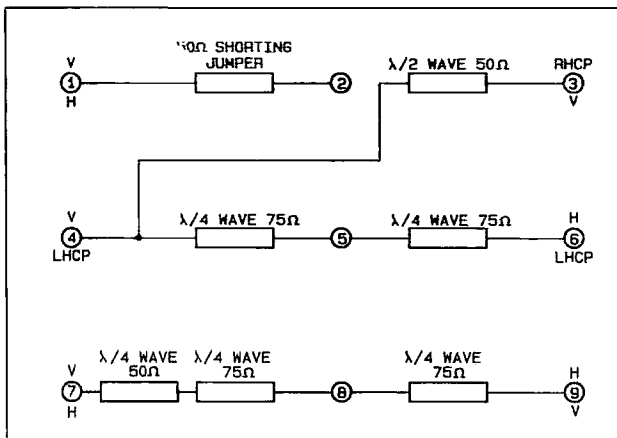 50Ω SHORTING
JUMPER
V
1
H
2
λ/2 WAVE 50Ω
RHCP
3
V
V
4
LHCP
λ/4 WAVE 75Ω
5
λ/4 WAVE 75Ω
H
6
LHCP
V
7
H
λ/4 WAVE
50Ω
λ/4 WAVE
75Ω
8
λ/4 WAVE
75Ω
H
9
V